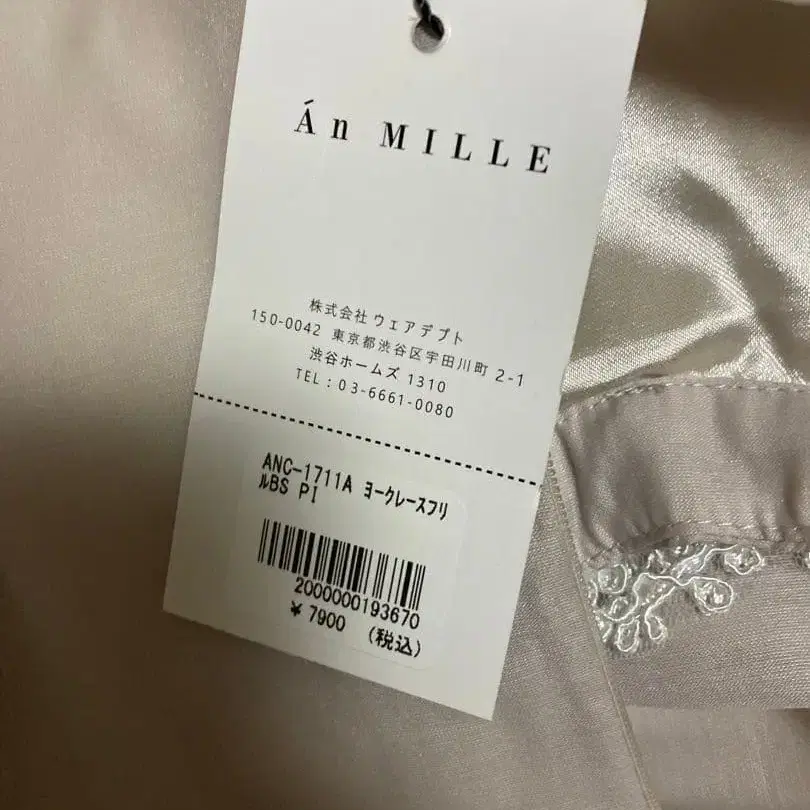 Án MILLE
株式会社 ウェアデプト
150-0042 東京都渋谷区宇田川町 2-1
渋谷ホームズ 1310
TEL : 03-6661-0080
ANC-1711A ﾖｰｸﾚｰｽﾌﾘ
ﾙBS PI
2000000193670
¥ 7900 (税込)